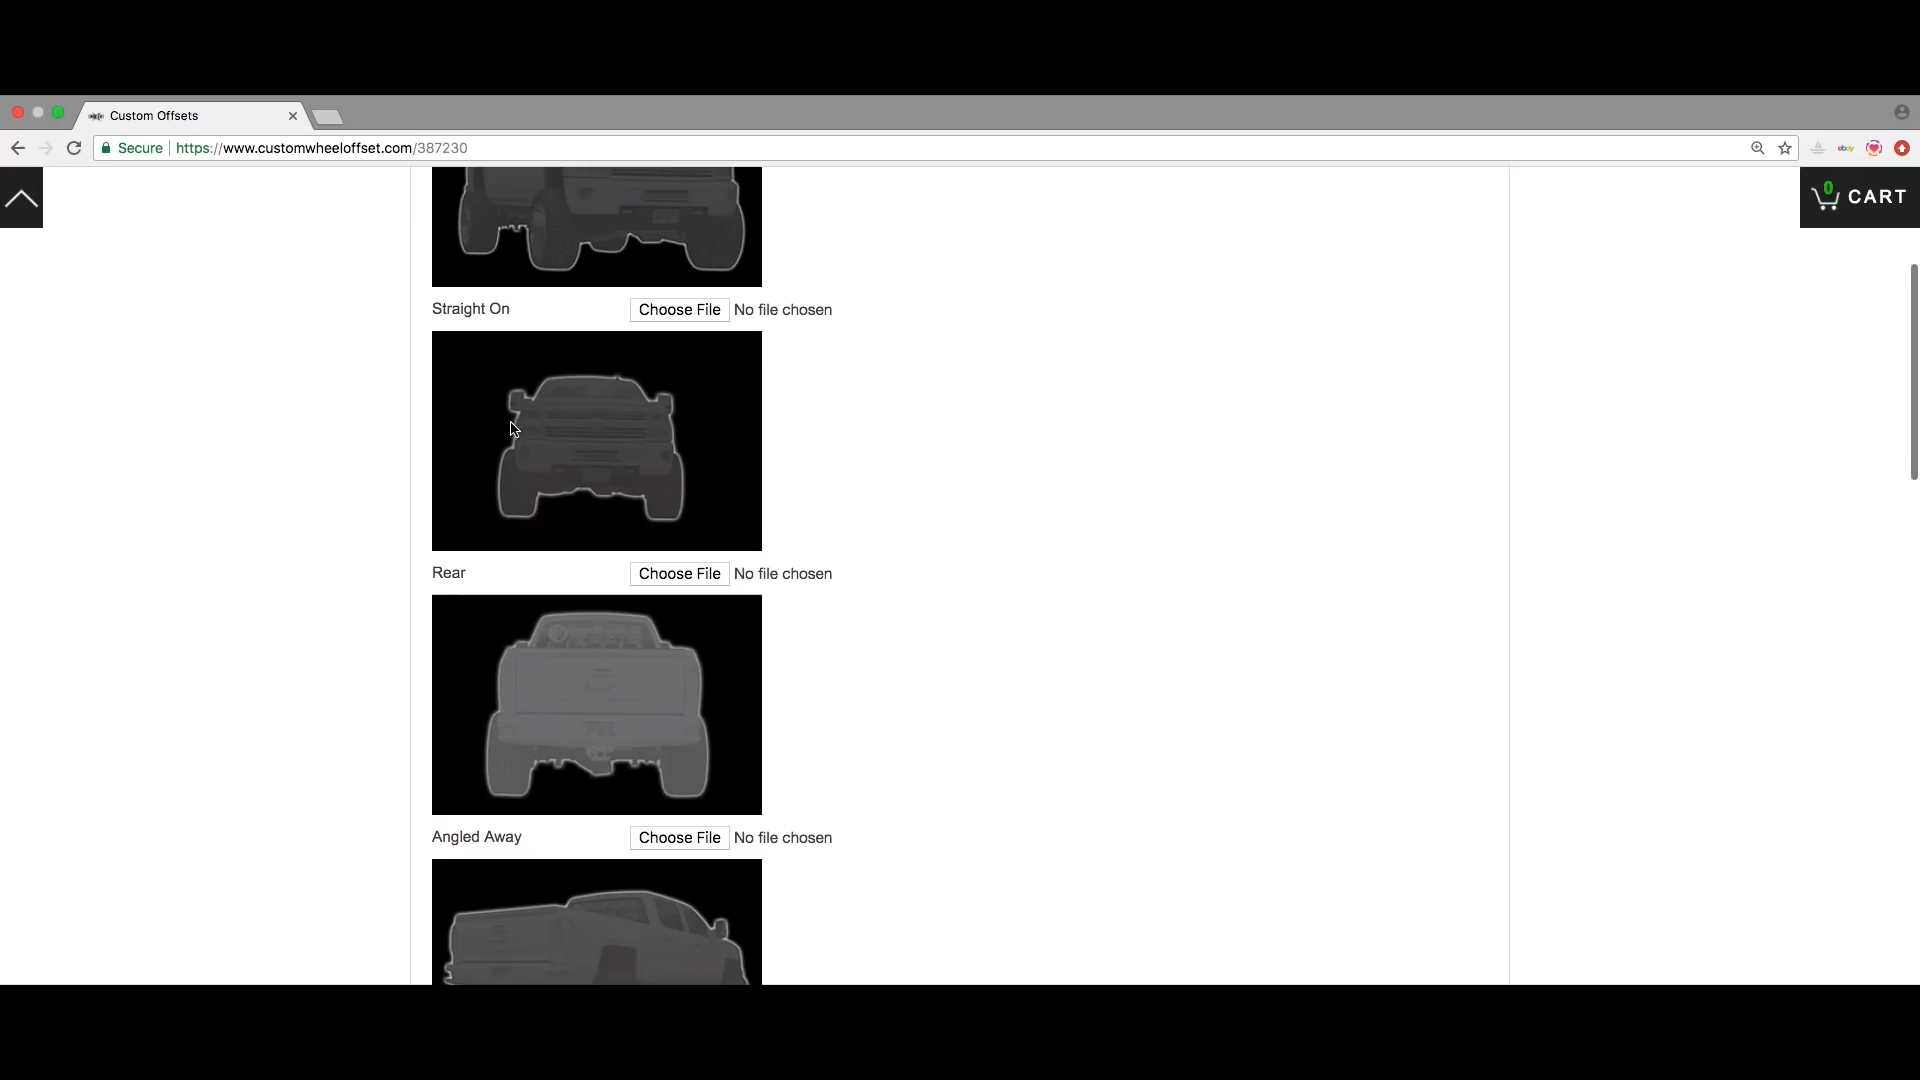 Custom Offsets
Secure
https://www.customwheeloffset.com/387230
ebay
0
CART
Straight On
Choose File
No file chosen
Rear
Choose File
No file chosen
Angled Away
Choose File
No file chosen